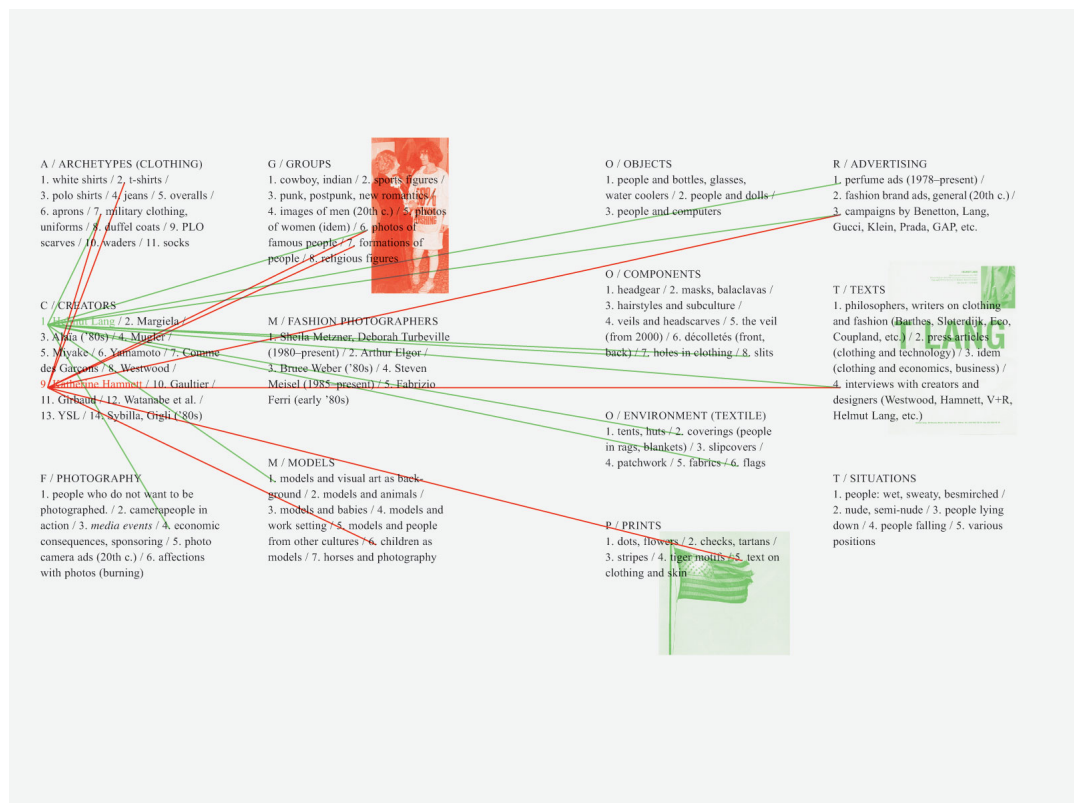 A / ARCHETYPES (CLOTHING)
1. white shirts / 2. t-shirts /
3. polo shirts / 4. jeans / 5. overalls /
6. aprons / 7. military clothing,
uniforms / 8. duffel coats / 9. PLO
scarves / 10. waders / 11. socks
C / CREATORS
1. Helmut Lang / 2. Margiela /
3. Alaïa (’80s) / 4. Mugler /
5. Miyake / 6. Yamamoto / 7. Comme
des Garçons / 8. Westwood /
9. Katherine Hamnett / 10. Gaultier /
11. Girbaud / 12. Watanabe et al. /
13. YSL / 14. Sybilla, Gigli (’80s)
F / PHOTOGRAPHY
1. people who do not want to be
photographed. / 2. camerapeople in
action / 3. media events / 4. economic
consequences, sponsoring / 5. photo
camera ads (20th c.) / 6. affections
with photos (burning)
G / GROUPS
1. cowboy, indian / 2. sports figures /
3. punk, postpunk, new romantics
4. images of men (20th c.) / 5. photos
of women (idem) / 6. photos of
famous people / 7. formations of
people / 8. religious figures
M / FASHION PHOTOGRAPHERS
1. Sheila Metzner, Deborah Turbeville
(1980–present) / 2. Arthur Elgor /
3. Bruce Weber (’80s) / 4. Steven
Meisel (1985–present) / 5. Fabrizio
Ferri (early ’80s)
M / MODELS
1. models and visual art as back-
ground / 2. models and animals /
3. models and babies / 4. models and
work setting / 5. models and people
from other cultures / 6. children as
models / 7. horses and photography
O / OBJECTS
1. people and bottles, glasses,
water coolers / 2. people and dolls /
3. people and computers
O / COMPONENTS
1. headgear / 2. masks, balaclavas /
3. hairstyles and subculture /
4. veils and headscarves / 5. the veil
(from 2000) / 6. décolletés (front,
back) / 7. holes in clothing / 8. slits
O / ENVIRONMENT (TEXTILE)
1. tents, huts / 2. coverings (people
in rags, blankets) / 3. slipcovers /
4. patchwork / 5. fabrics / 6. flags
P / PRINTS
1. dots, flowers / 2. checks, tartans /
3. stripes / 4. tiger motifs / 5. text on
clothing and skin
R / ADVERTISING
1. perfume ads (1978–present) /
2. fashion brand ads, general (20th c.) /
3. campaigns by Benetton, Lang,
Gucci, Klein, Prada, GAP, etc.
T / TEXTS
1. philosophers, writers on clothing
and fashion (Barthes, Sloterdijk, Eco,
Coupland, etc.) / 2. press articles
(clothing and technology) / 3. idem
(clothing and economics, business) /
4. interviews with creators and
designers (Westwood, Hamnett, V+R,
Helmut Lang, etc.)
LANG
T / SITUATIONS
1. people: wet, sweaty, besmirched /
2. nude, semi-nude / 3. people lying
down / 4. people falling / 5. various
positions